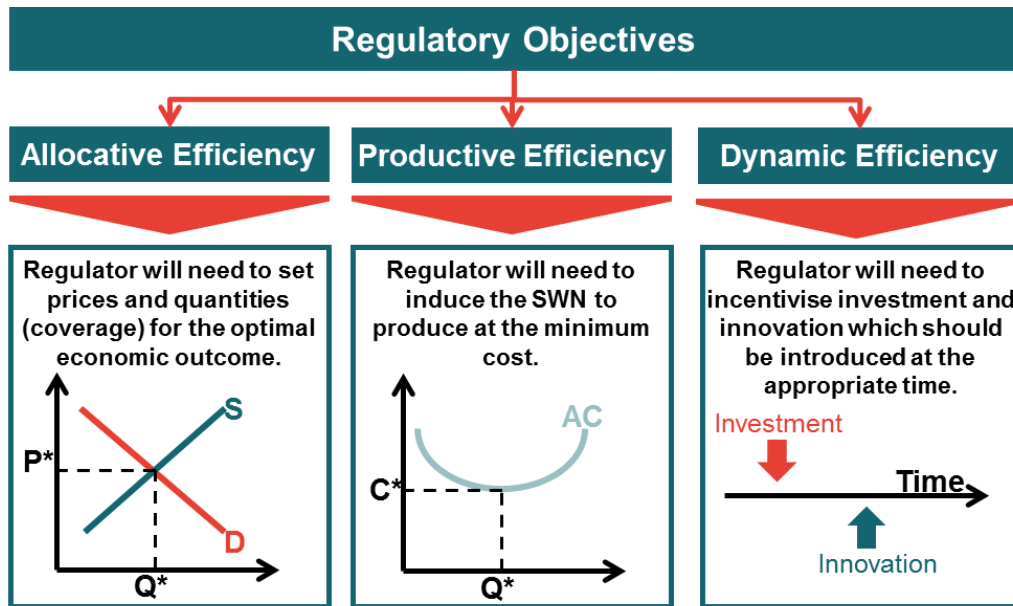 Regulatory Objectives
Allocative Efficiency
Productive Efficiency
Dynamic Efficiency
Regulator will need to set
prices and quantities
(coverage) for the optimal
economic outcome.
S
P*
D
Q*
Regulator will need to
induce the SWN to
produce at the minimum
cost.
AC
C*
Q*
Regulator will need to
incentivise investment and
innovation which should
be introduced at the
appropriate time.
Investment
Time
Innovation